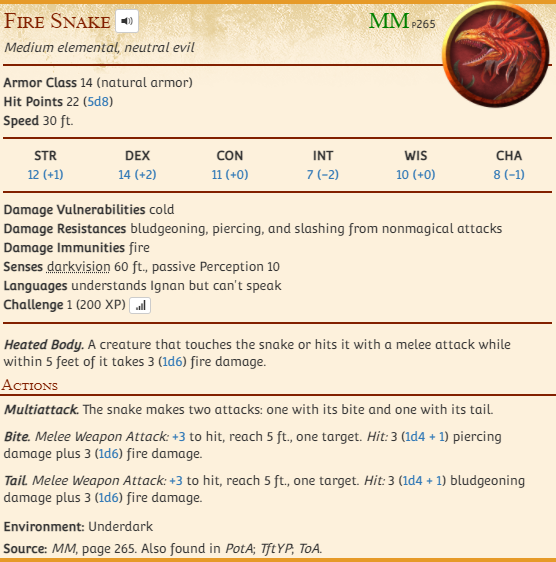 Fire Snake MM P265
Medium elemental, neutral evil
Armor Class 14 (natural armor)
Hit Points 22 (5d8)
Speed 30 ft.
STR DEX CON INT WIS CHA
12 (+1) 14 (+2) 11 (+0) 7 (−2) 10 (+0) 8 (−1)
Damage Vulnerabilities cold
Damage Resistances bludgeoning, piercing, and slashing from nonmagical attacks
Damage Immunities fire
Senses darkvision 60 ft., passive Perception 10
Languages understands Ignan but can't speak
Challenge 1 (200 XP)
Heated Body. A creature that touches the snake or hits it with a melee attack while
within 5 feet of it takes 3 (1d6) fire damage.
Actions
Multiattack. The snake makes two attacks: one with its bite and one with its tail.
Bite. Melee Weapon Attack: +3 to hit, reach 5 ft., one target. Hit: 3 (1d4 + 1) piercing
damage plus 3 (1d6) fire damage.
Tail. Melee Weapon Attack: +3 to hit, reach 5 ft., one target. Hit: 3 (1d4 + 1) bludgeoning
damage plus 3 (1d6) fire damage.
Environment: Underdark
Source: MM, page 265. Also found in PotA; TftYP; ToA.